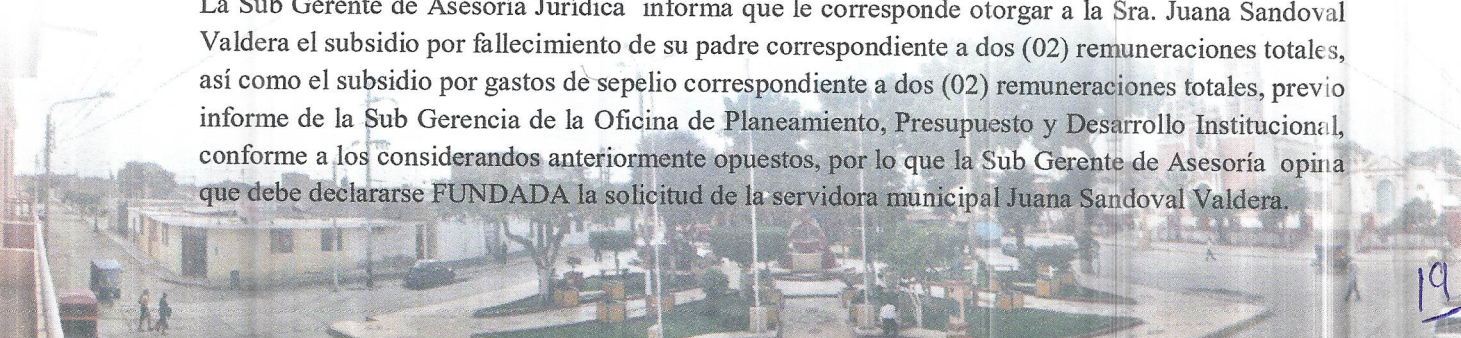 La Sub Gerente de Asesoría Jurídica informa que le corresponde otorgar a la Sra. Juana Sandoval
Valdera el subsidio por fallecimiento de su padre correspondiente a dos (02) remuneraciones totales,
así como el subsidio por gastos de sepelio correspondiente a dos (02) remuneraciones totales, previo
informe de la Sub Gerencia de la Oficina de Planeamiento, Presupuesto y Desarrollo Institucional,
conforme a los considerandos anteriormente opuestos, por lo que la Sub Gerente de Asesoría opina
que debe declararse FUNDADA la solicitud de la servidora municipal Juana Sandoval Valdera.
19